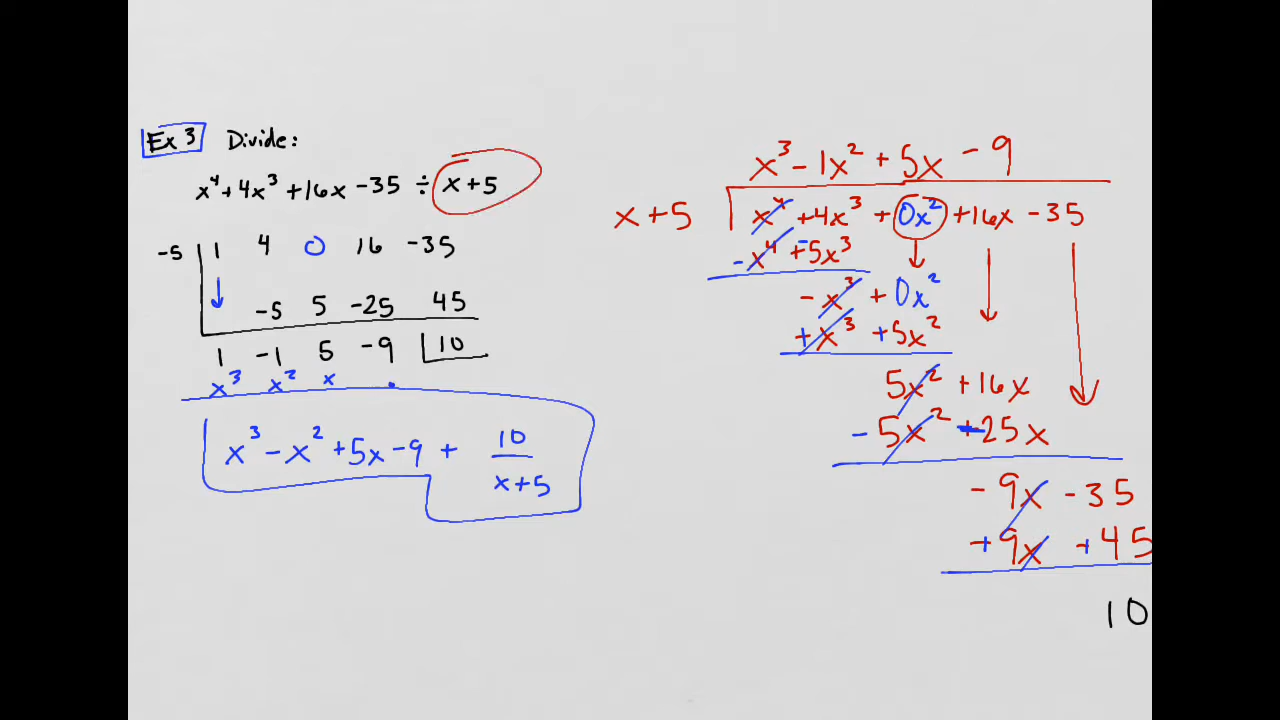 Ex 3 Divide:
x⁴ + 4x³ + 16x - 35 ÷ x + 5
-5 1 4 0 16 -35
-5 5 -25 45
1 -1 5 -9 10
x³ x² x .
x³ - x² + 5x - 9 + 10
x + 5
x³ - 1x² + 5x - 9
x + 5 x⁴ + 4x³ + 0x² + 16x - 35
- x⁴ + - 5x³
- x³ + 0x²
+ x³ + 5x²
5x² + 16x
- 5x² - 25x
- 9x - 35
+ 9x + 45
10